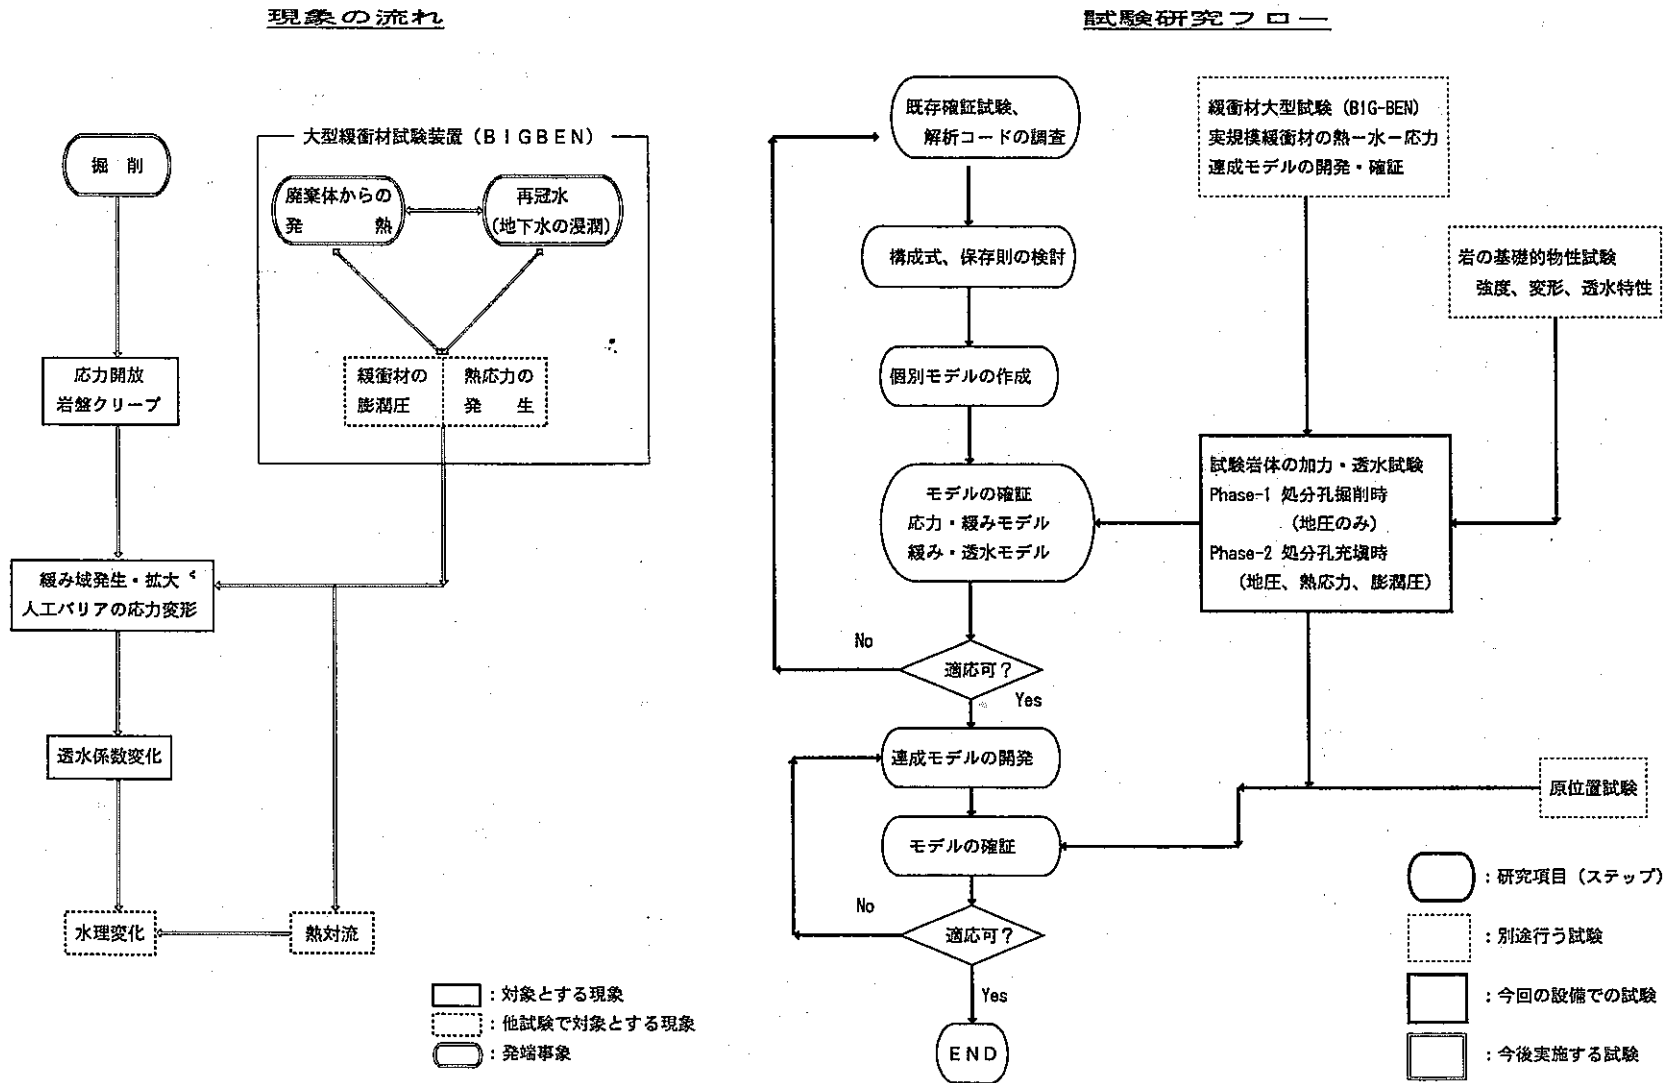 現象の流れ
掘 削
応力開放
岩盤クリープ
緩み域発生・拡大
人工バリアの応力変形
透水係数変化
水理変化
熱対流
大型緩衝材試験装置(BIGBEN)
廃棄体からの
発 熱
再冠水
(地下水の浸潤)
緩衝材の
膨潤圧
熱応力の
発 生
:対象とする現象
:他試験で対象とする現象
:発端事象
試験研究フロー
既存確証試験、
解析コードの調査
構成式、保存則の検討
個別モデルの作成
モデルの確証
応力・緩みモデル
緩み・透水モデル
適応可?
No
Yes
連成モデルの開発
モデルの確証
適応可?
No
Yes
END
緩衝材大型試験(BIG-BEN)
実規模緩衝材の熱-水-応力
連成モデルの開発・確証
岩の基礎的物性試験
強度、変形、透水特性
試験岩体の加力・透水試験
Phase-1 処分孔掘削時
(地圧のみ)
Phase-2 処分孔充填時
(地圧、熱応力、膨潤圧)
原位置試験
:研究項目(ステップ)
:別途行う試験
:今回の設備での試験
:今後実施する試験